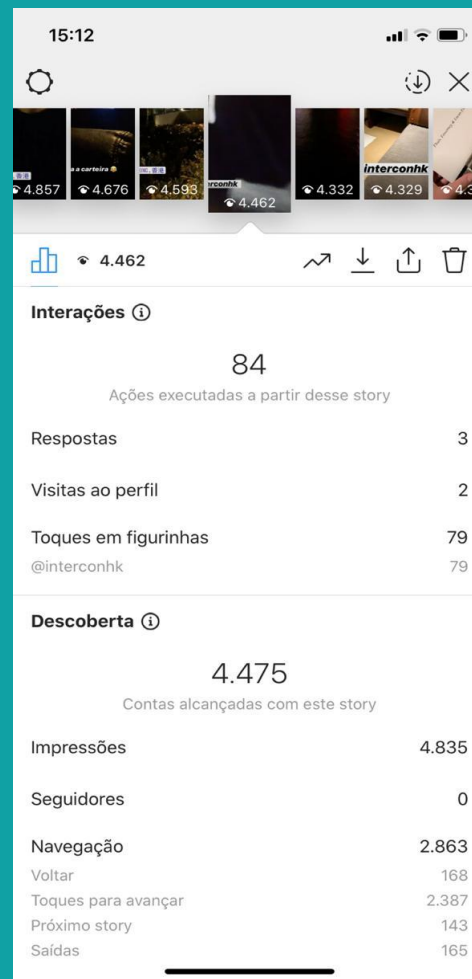 15:12
a a carteira 😂
interconhk
interconhk
4.857
4.676
4.593
4.462
4.332
4.329
4.462
Interações
84
Ações executadas a partir desse story
Respostas 3
Visitas ao perfil 2
Toques em figurinhas 79
@interconhk 79
Descoberta
4.475
Contas alcançadas com este story
Impressões 4.835
Seguidores 0
Navegação 2.863
Voltar 168
Toques para avançar 2.387
Próximo story 143
Saídas 165